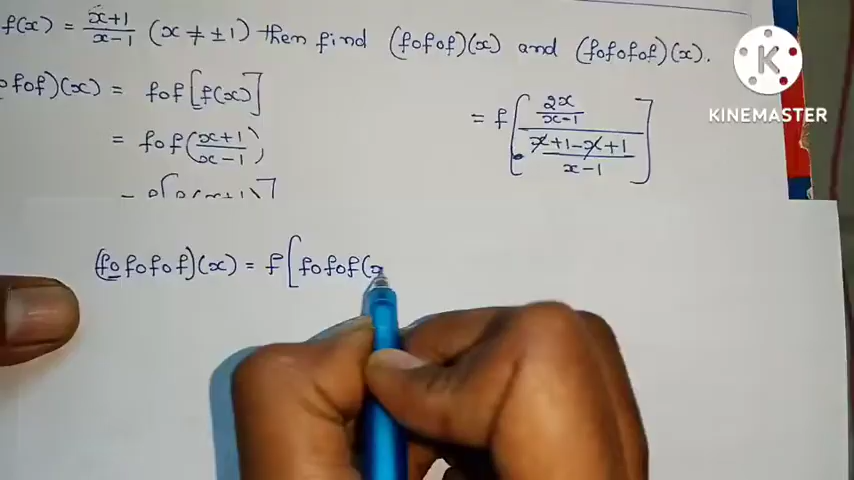 f(x) = x+1/x-1 (x ≠ ±1) then find (fofof)(x) and (fofofof)(x).
fof)(x) = fof[f(x)]
= fof(x+1/x-1)
= f[2x/x-1 / x+1-x+1/x-1]
(fofofof)(x) = f[fofof(x
K
KINEMASTER